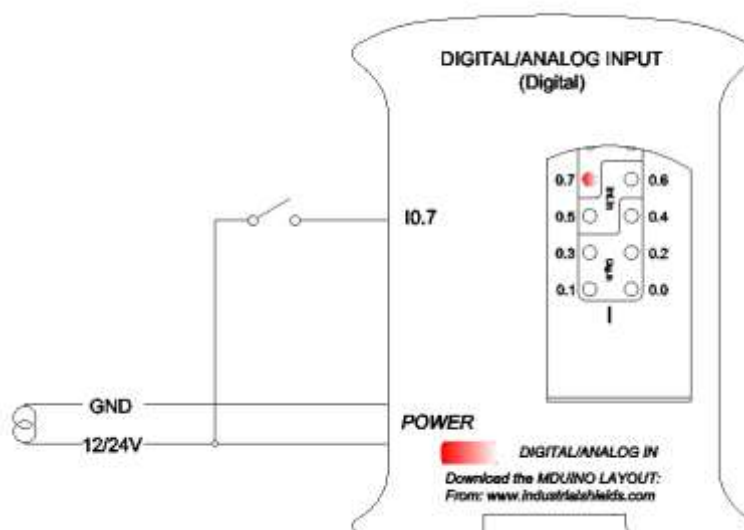 DIGITAL/ANALOG INPUT
(Digital)
0.7 0.6
0.5 0.4
0.3 0.2
0.1 0.0
I
I0.7
GND
12/24V
POWER
DIGITAL/ANALOG IN
Download the MDUINO LAYOUT:
From: www.industrialshields.com